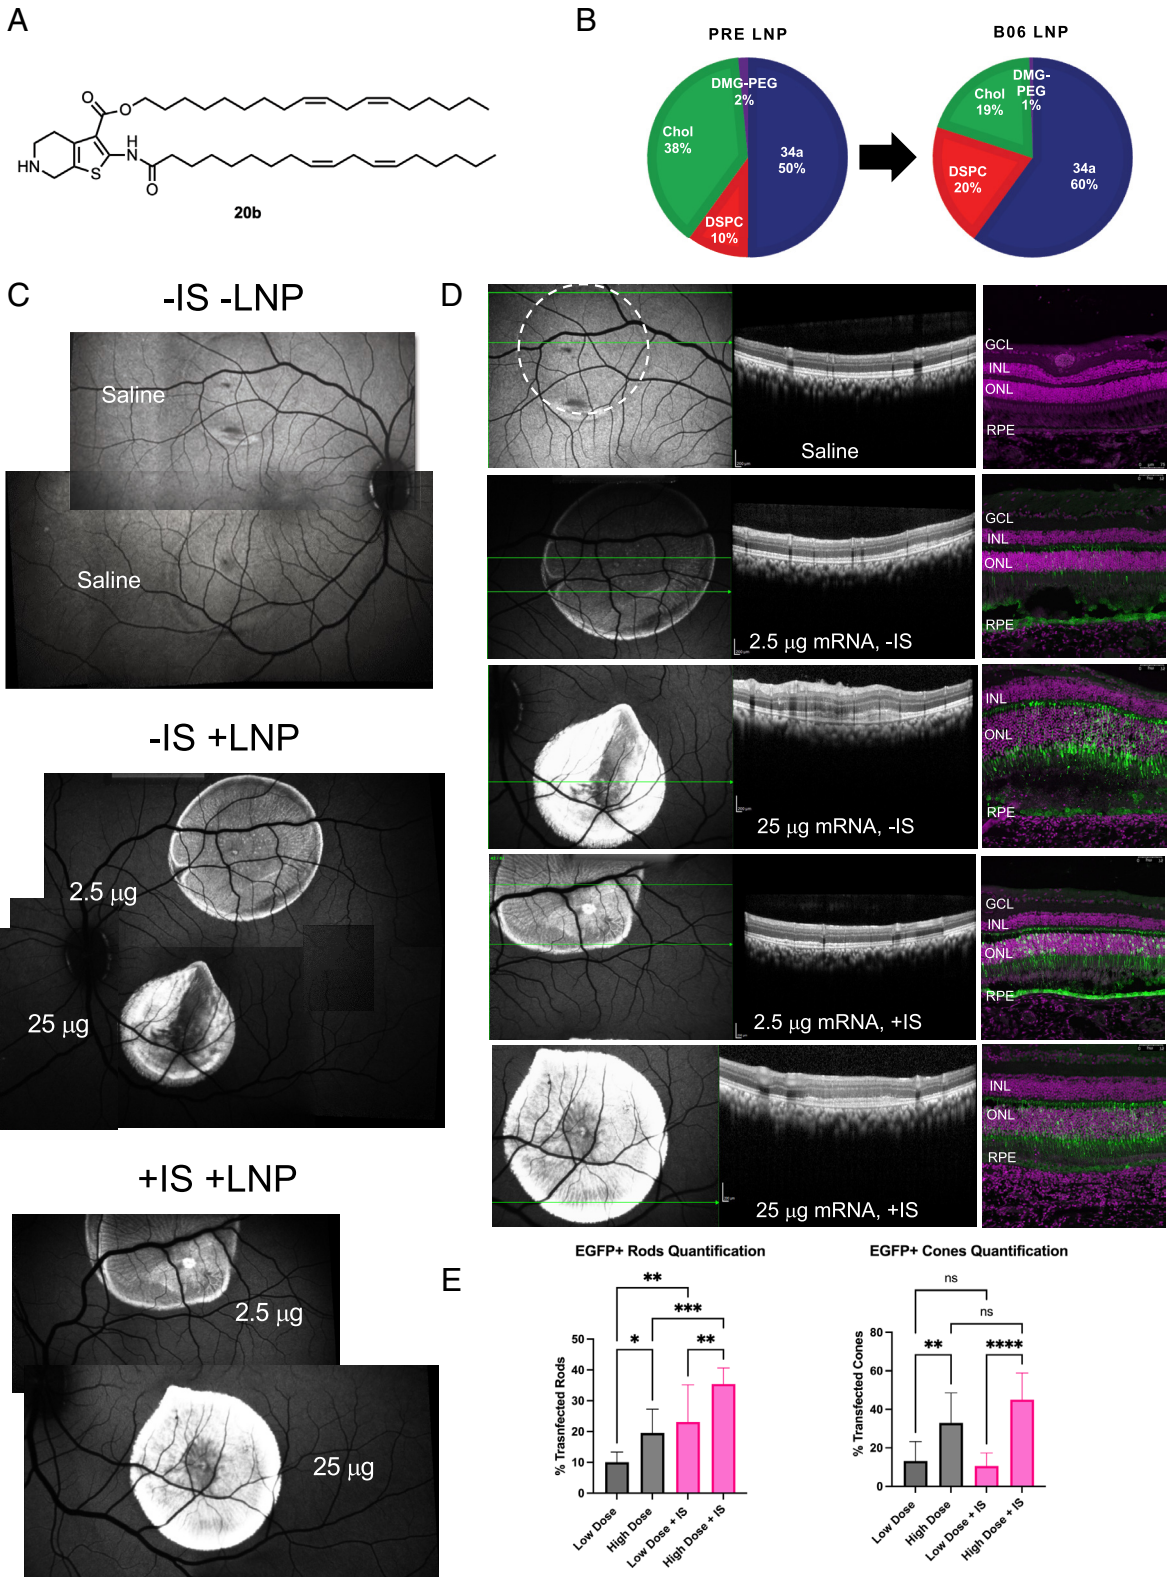 A
O
O
H
N
HN
S
O
20b
B
PRE LNP
B06 LNP
DMG-PEG
2%
Chol
38%
34a
50%
DSPC
10%
DMG-
PEG
1%
Chol
19%
DSPC
20%
34a
60%
C
-IS -LNP
Saline
Saline
-IS +LNP
2.5 µg
25 µg
+IS +LNP
2.5 µg
25 µg
D
Saline
GCL
INL
ONL
RPE
2.5 µg mRNA, -IS
GCL
INL
ONL
RPE
25 µg mRNA, -IS
INL
ONL
RPE
2.5 µg mRNA, +IS
GCL
INL
ONL
RPE
25 µg mRNA, +IS
INL
ONL
RPE
E
EGFP+ Rods Quantification
**
***
*
**
% Trasnfected Rods
50
40
30
20
10
0
Low Dose
High Dose
Low Dose + IS
High Dose + IS
EGFP+ Cones Quantification
ns
ns
**
****
% Transfected Cones
80
60
40
20
0
Low Dose
High Dose
Low Dose + IS
High Dose + IS